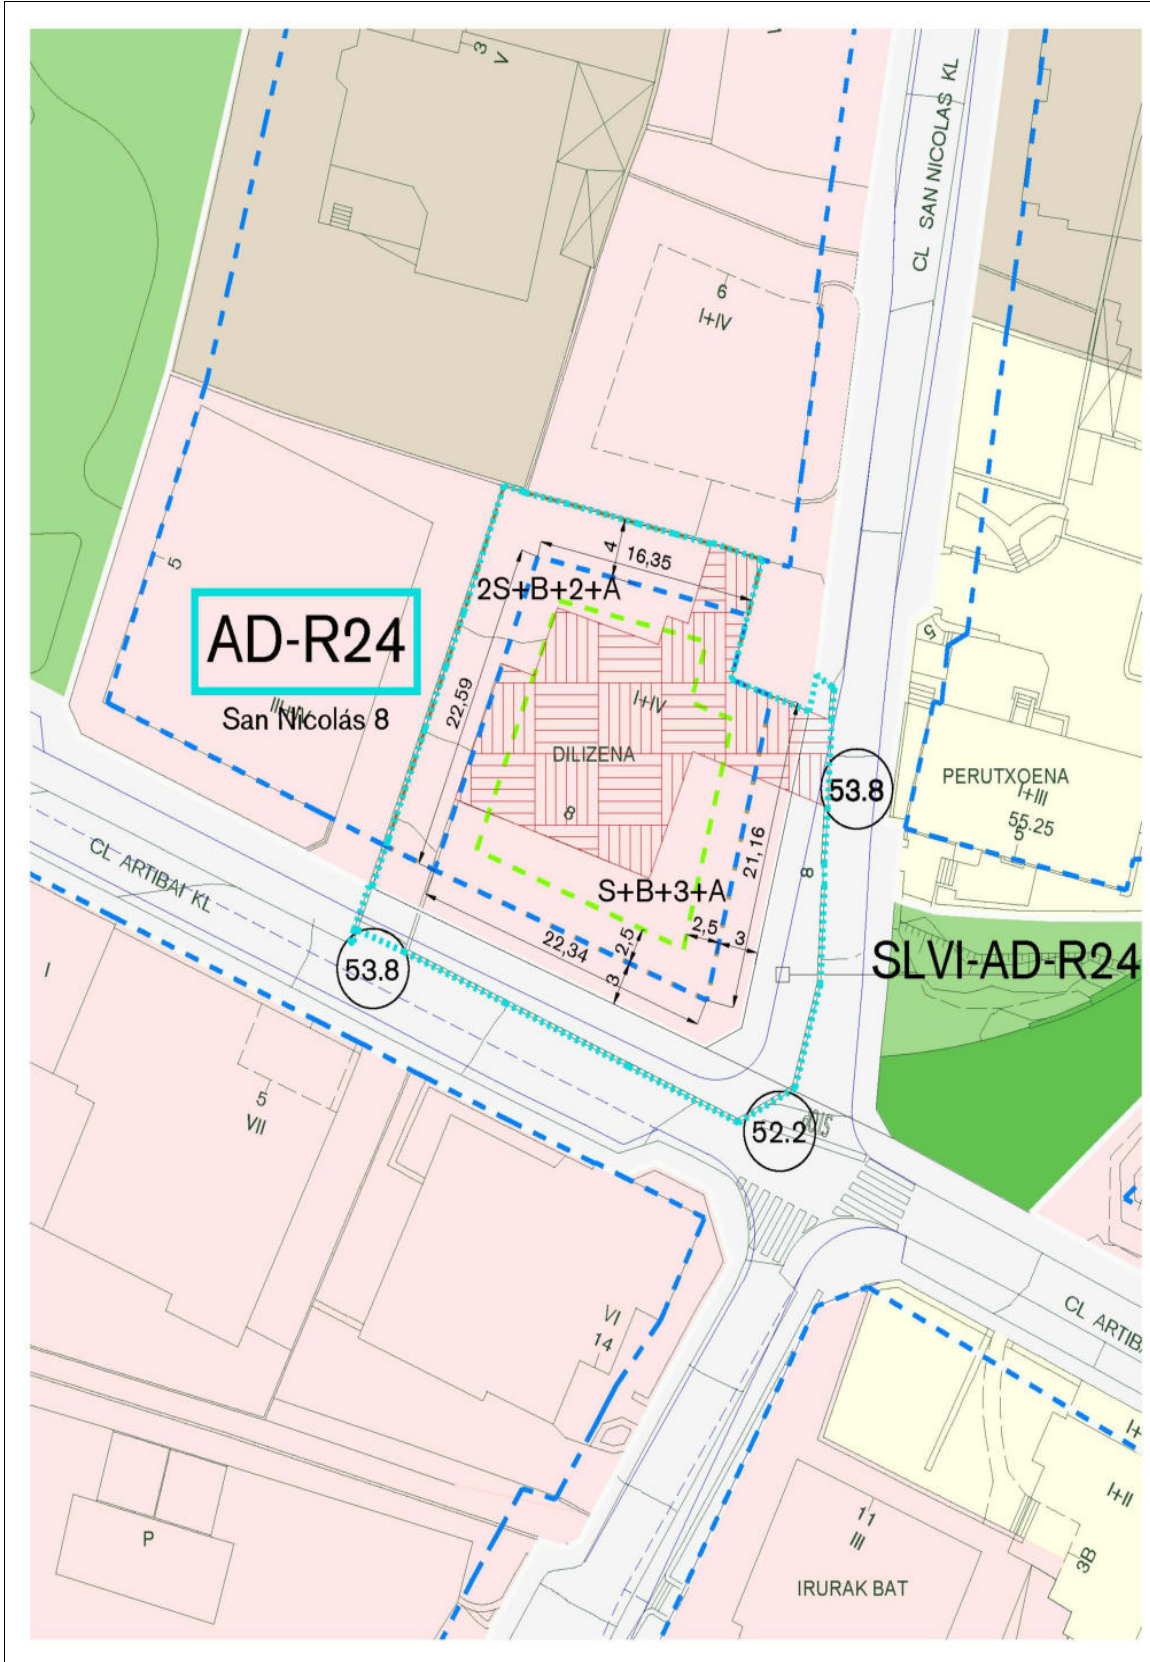 3
V
CL SAN NICOLAS KL
6
I+IV
5
4
16,35
2S+B+2+A
AD-R24
San Nicolás 8
22,59
I+IV
DILIZENA
8
5
53.8
PERUTXOENA
I+III
55.25
5
CL ARTIBAI KL
21,16
8
S+B+3+A
2,5
3
22,34
2,5
3
SLVI-AD-R24
53.8
I
52.2
STOP
5
VII
VI
14
CL ARTIBA
I+
I+II
11
III
3B
P
IRURAK BAT